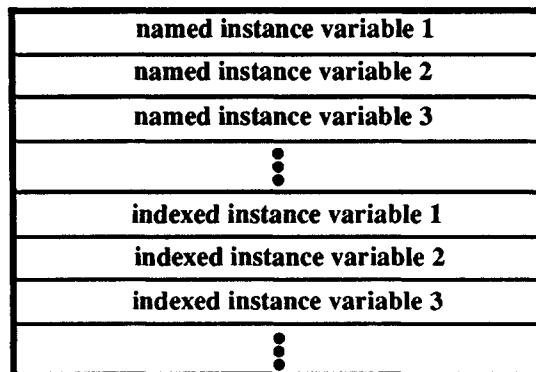 named instance variable 1
named instance variable 2
named instance variable 3
indexed instance variable 1
indexed instance variable 2
indexed instance variable 3